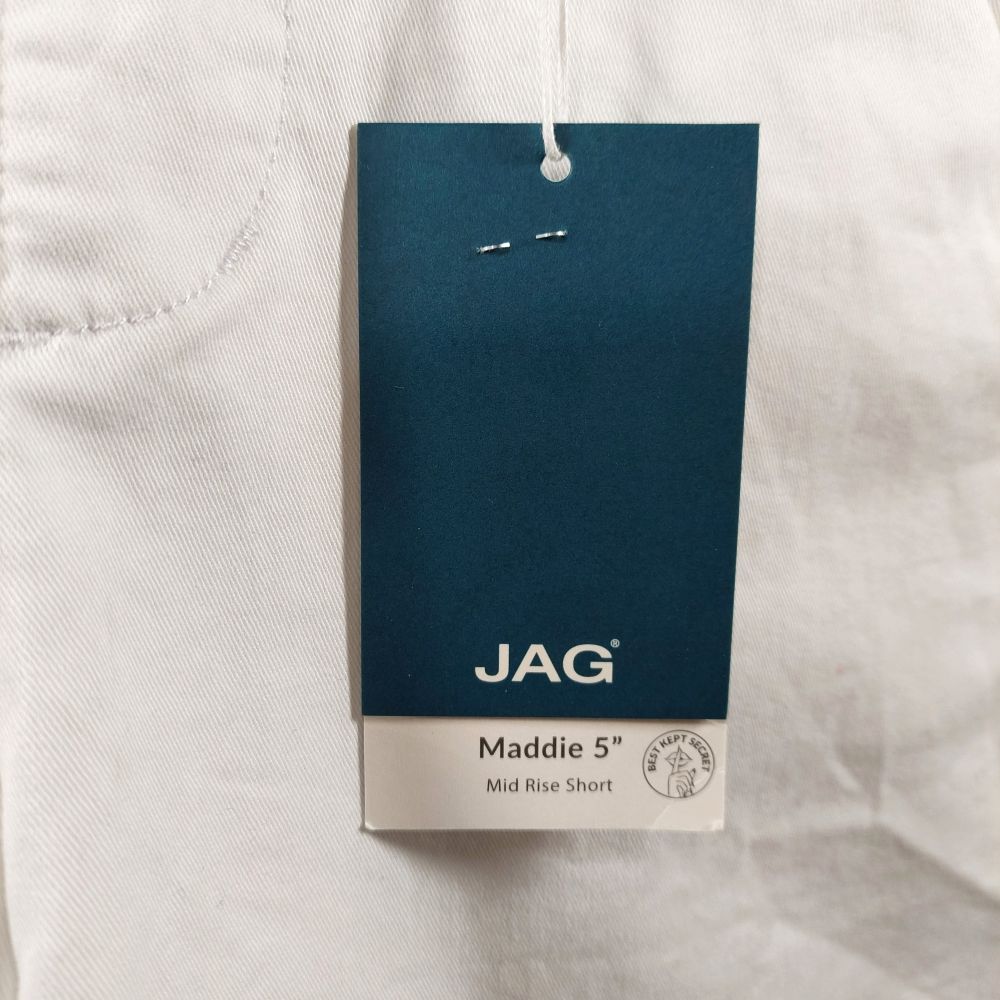 JAG®
Maddie 5”
Mid Rise Short
BEST KEPT SECRET